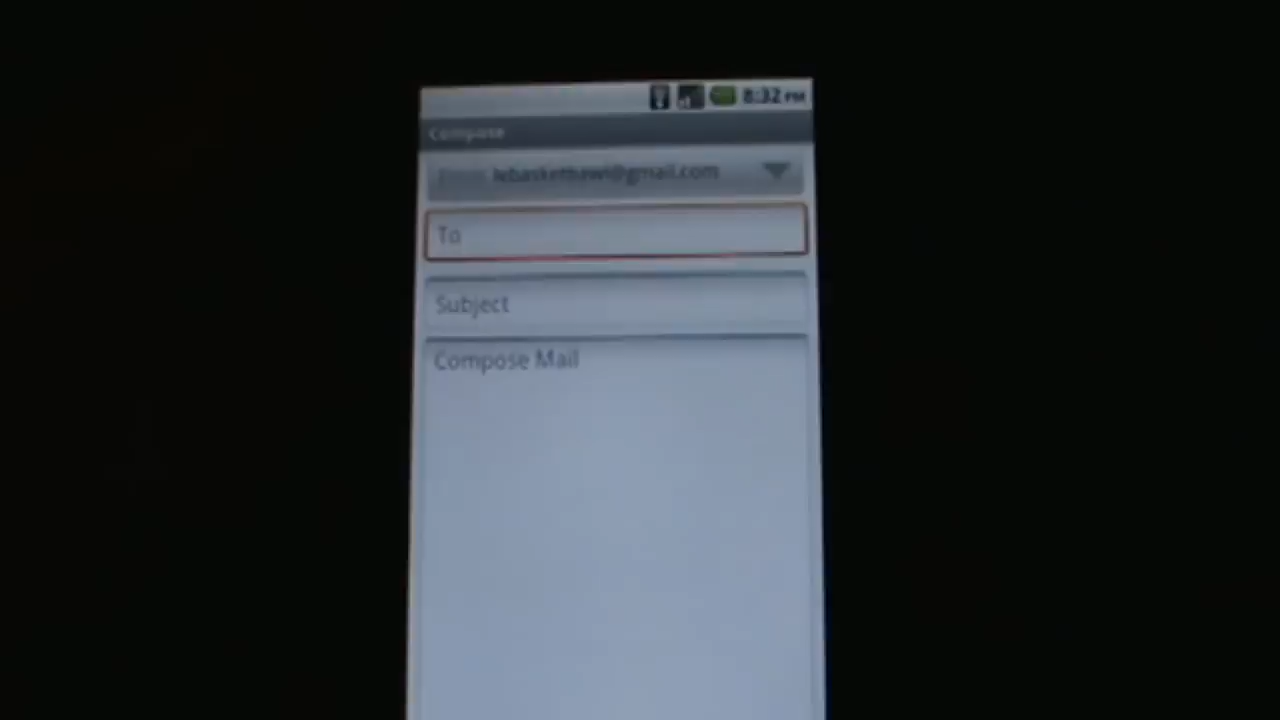 8:32 PM
Compose
To
Subject
Compose Mail